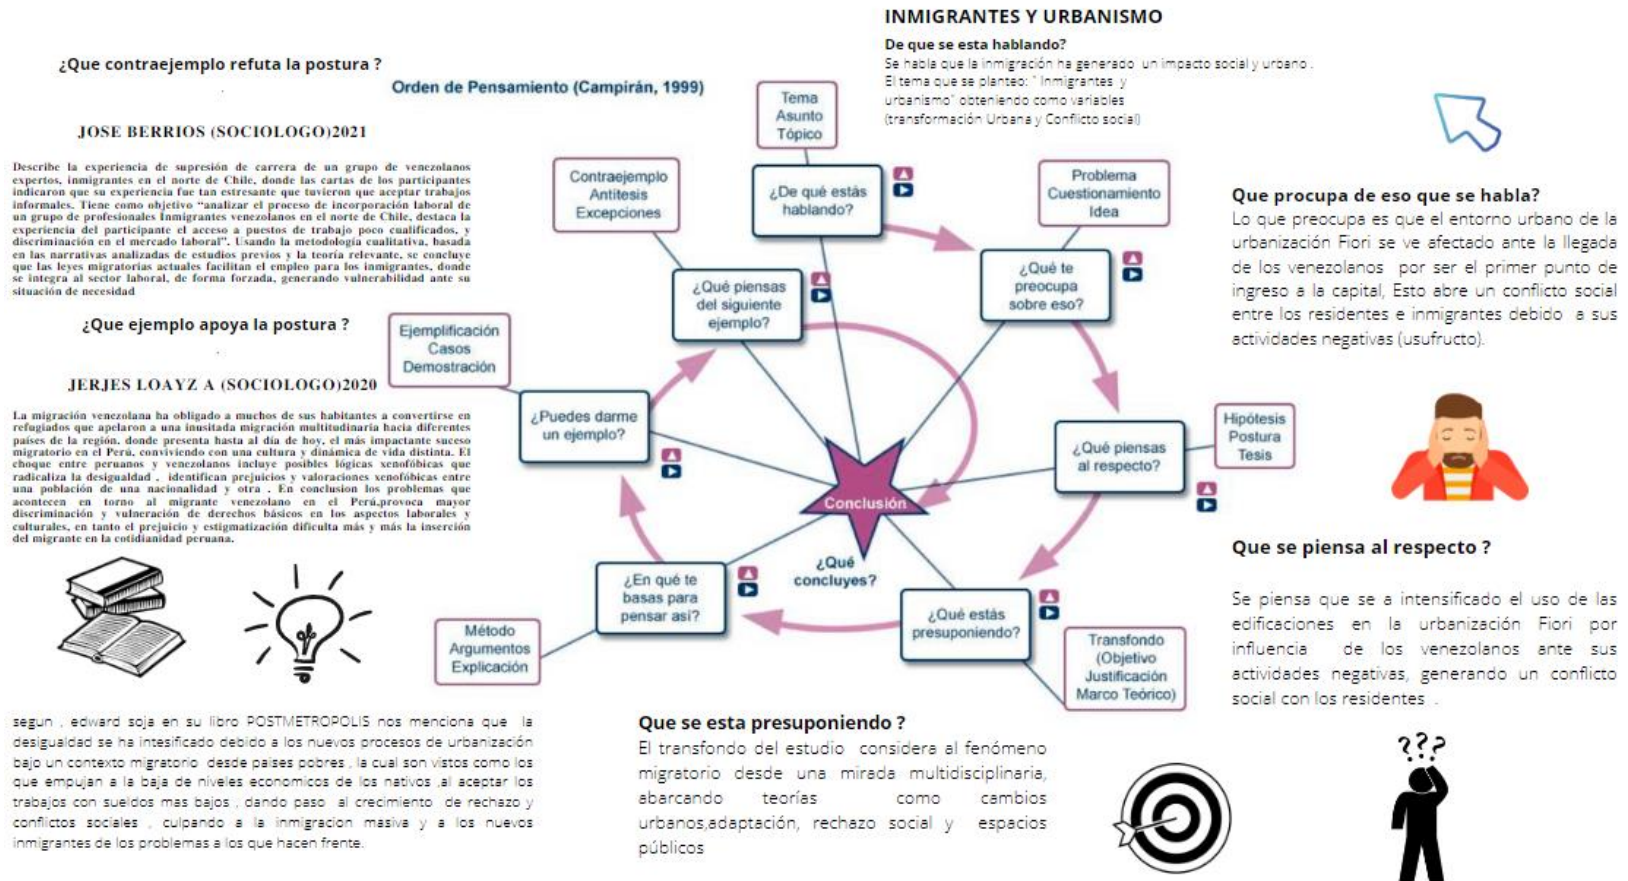 INMIGRANTES Y URBANISMO
De que se esta hablando?
Se habla que la inmigración ha generado un impacto social y urbano .
El tema que se planteo: " Inmigrantes y
urbanismo" obteniendo como variables
(transformación Urbana y Conflicto social)
¿Que contraejemplo refuta la postura ?
.
JOSE BERRIOS (SOCIOLOGO)2021
Describe la experiencia de supresión de carrera de un grupo de venezolanos
expertos, inmigrantes en el norte de Chile, donde las cartas de los participantes
indicaron que su experiencia fue tan estresante que tuvieron que aceptar trabajos
informales. Tiene como objetivo "analizar el proceso de incorporación laboral de
un grupo de profesionales Inmigrantes venezolanos en el norte de Chile, destaca la
experiencia del participante el acceso a puestos de trabajo poco cualificados, y
discriminación en el mercado laboral". Usando la metodología cualitativa, basada
en las narrativas analizadas de estudios previos y la teoría relevante, se concluye
que las leyes migratorias actuales facilitan el empleo para los inmigrantes, donde
se integra al sector laboral, de forma forzada, generando vulnerabilidad ante su
situación de necesidad
¿Que ejemplo apoya la postura ?
.
JERJES LOAYZ A (SOCIOLOGO)2020
La migración venezolana ha obligado a muchos de sus habitantes a convertirse en
refugiados que apelaron a una inusitada migración multitudinaria hacia diferentes
países de la región, donde presenta hasta al día de hoy, el más impactante suceso
migratorio en el Perú, conviviendo con una cultura y dinámica de vida distinta. El
choque entre peruanos y venezolanos incluye posibles lógicas xenofóbicas que
radicaliza la desigualdad , identifican prejuicios y valoraciones xenofóbicas entre
una población de una nacionalidad y otra . En conclusion los problemas que
acontecen en torno al migrante venezolano en el Perú,provoca mayor
discriminación y vulneración de derechos básicos en los aspectos laborales y
culturales, en tanto el prejuicio y estigmatización dificulta más y más la inserción
del migrante en la cotidianidad peruana.
Orden de Pensamiento (Campirán, 1999)
Tema
Asunto
Tópico
¿De qué estás
hablando?
Problema
Cuestionamiento
Idea
¿Qué te
preocupa
sobre eso?
Hipótesis
Postura
Tesis
¿Qué piensas
al respecto?
¿Qué estás
presuponiendo?
Transfondo
(Objetivo
Justificación
Marco Teórico)
¿En qué te
basas para
pensar así?
Método
Argumentos
Explicación
¿Puedes darme
un ejemplo?
Ejemplificación
Casos
Demostración
¿Qué piensas
del siguiente
ejemplo?
Contraejemplo
Antítesis
Excepciones
Conclusión
¿Qué
concluyes?
Que procupa de eso que se habla?
Lo que preocupa es que el entorno urbano de la
urbanización Fiori se ve afectado ante la llegada
de los venezolanos por ser el primer punto de
ingreso a la capital, Esto abre un conflicto social
entre los residentes e inmigrantes debido a sus
actividades negativas (usufructo).
Que se piensa al respecto ?
Se piensa que se a intensificado el uso de las
edificaciones en la urbanización Fiori por
influencia de los venezolanos ante sus
actividades negativas, generando un conflicto
social con los residentes .
???
segun , edward soja en su libro POSTMETROPOLIS nos menciona que la
desigualdad se ha intesificado debido a los nuevos procesos de urbanización
bajo un contexto migratorio desde paises pobres , la cual son vistos como los
que empujan a la baja de niveles economicos de los nativos ,al aceptar los
trabajos con sueldos mas bajos , dando paso al crecimiento de rechazo y
conflictos sociales , culpando a la inmigracion masiva y a los nuevos
inmigrantes de los problemas a los que hacen frente.
Que se esta presuponiendo ?
El transfondo del estudio considera al fenómeno
migratorio desde una mirada multidisciplinaria,
abarcando teorías como cambios
urbanos,adaptación, rechazo social y espacios
públicos